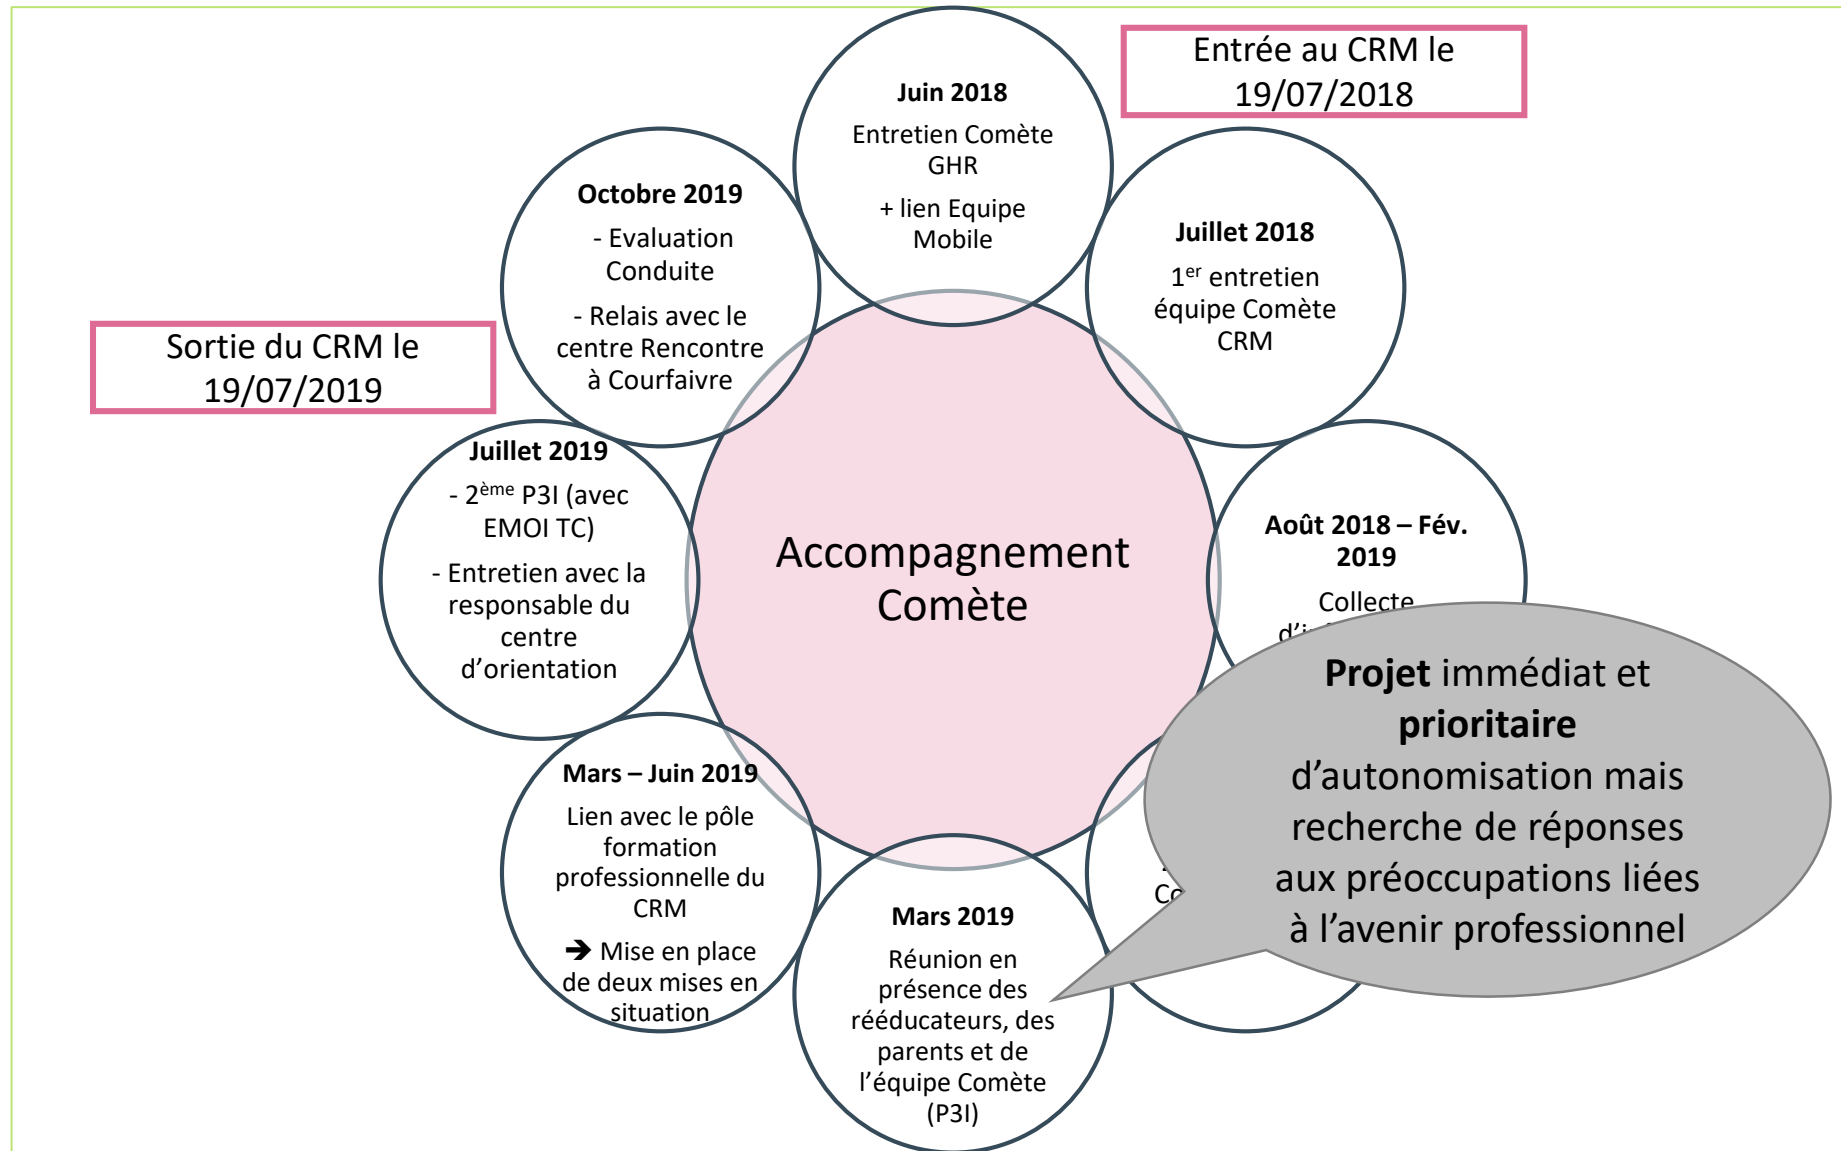 Entrée au CRM le
19/07/2018
Juin 2018
Entretien Comète
GHR
+ lien Equipe
Mobile
Juillet 2018
1er entretien
équipe Comète
CRM
Août 2018 – Fév.
2019
Collecte
Projet immédiat et
prioritaire
d’autonomisation mais
recherche de réponses
aux préoccupations liées
à l’avenir professionnel
Mars 2019
Réunion en
présence des
rééducateurs, des
parents et de
l’équipe Comète
(P3I)
Mars – Juin 2019
Lien avec le pôle
formation
professionnelle du
CRM
➔ Mise en place
de deux mises en
situation
Juillet 2019
- 2ème P3I (avec
EMOI TC)
- Entretien avec la
responsable du
centre
d’orientation
Sortie du CRM le
19/07/2019
Octobre 2019
- Evaluation
Conduite
- Relais avec le
centre Rencontre
à Courfaivre
Accompagnement
Comète